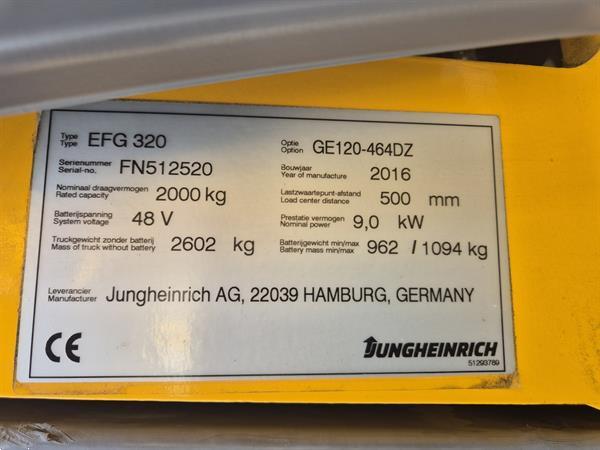 Type EFG 320 Optie GE120-464DZ
Type Option
Serienummer FN512520 Bouwjaar 2016
Serial-no. Year of manufacture
Nominaal draagvermogen 2000 kg Lastzwaartepunt-afstand 500 mm
Rated capacity Load center distance
Batterijspanning 48 V Prestatie vermogen 9,0 kW
System voltage Nominal power
Truckgewicht zonder batterij 2602 kg Batterijgewicht min/max 962 / 1094 kg
Mass of truck without battery Battery mass min/max
Leverancier Jungheinrich AG, 22039 HAMBURG, GERMANY
Manufacturer
CE JUNGHEINRICH
51293789